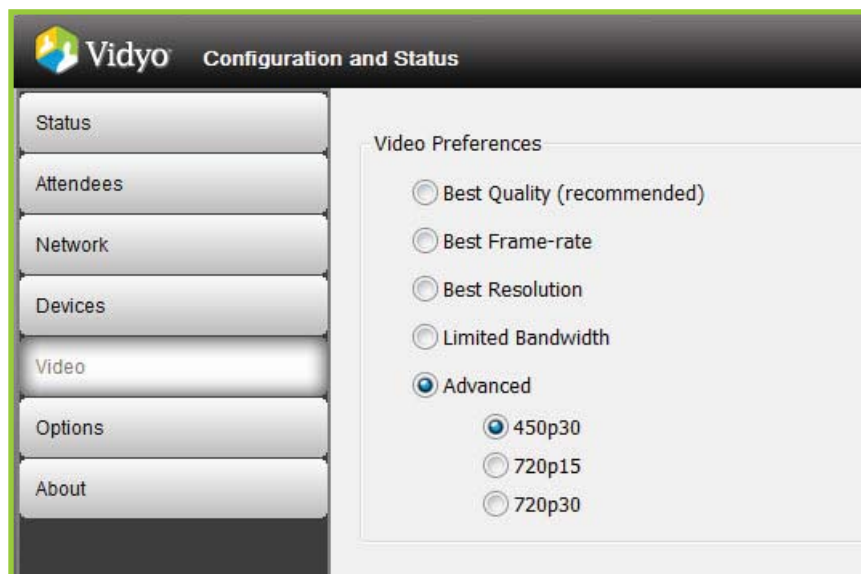 Vidyo Configuration and Status
Status
Attendees
Network
Devices
Video
Options
About
Video Preferences
Best Quality (recommended)
Best Frame-rate
Best Resolution
Limited Bandwidth
Advanced
450p30
720p15
720p30